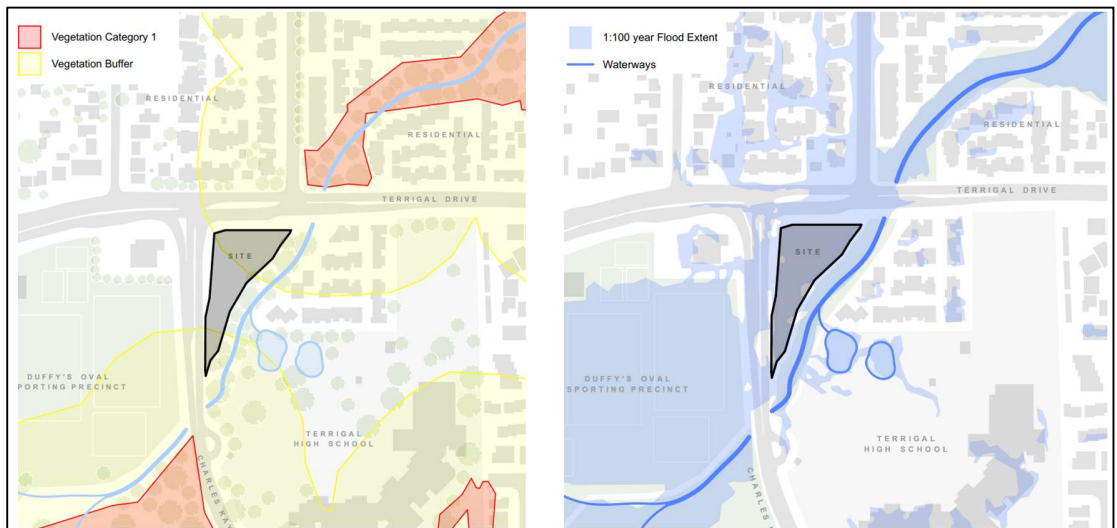 Vegetation Category 1
Vegetation Buffer
RESIDENTIAL
RESIDENTIAL
TERRIGAL DRIVE
SITE
DUFFY'S OVAL
SPORTING PRECINCT
TERRIGAL
HIGH SCHOOL
CHARLES KAY
1:100 year Flood Extent
Waterways
RESIDENTIAL
RESIDENTIAL
TERRIGAL DRIVE
SITE
DUFFY'S OVAL
SPORTING PRECINCT
TERRIGAL
HIGH SCHOOL
CHARLES